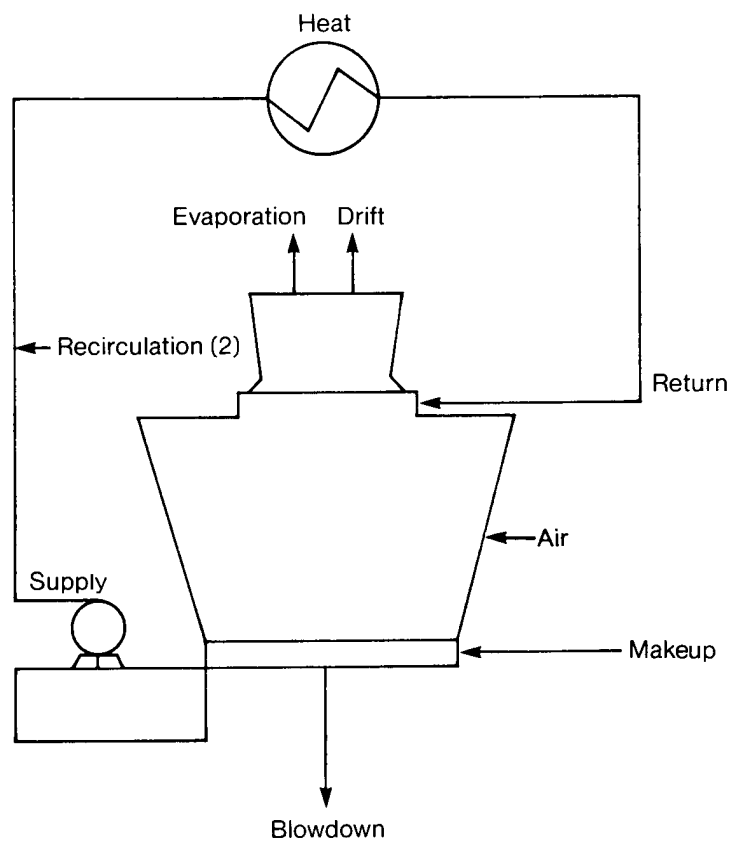 Heat
Evaporation
Drift
Recirculation (2)
Return
Air
Supply
Makeup
Blowdown